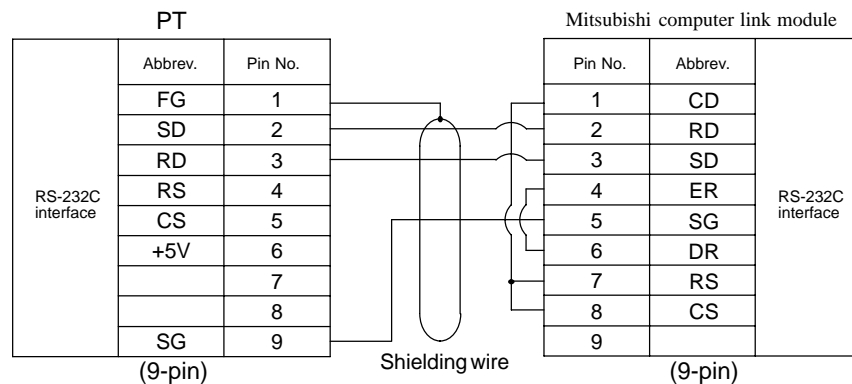 PT
Mitsubishi computer link module
Abbrev. Pin No.
Pin No. Abbrev.
FG 1
1 CD
SD 2
2 RD
RD 3
3 SD
RS 4
4 ER
CS 5
5 SG
+5V 6
6 DR
7
7 RS
8
8 CS
SG 9
9
RS-232C
interface
RS-232C
interface
Shielding wire
(9-pin)
(9-pin)